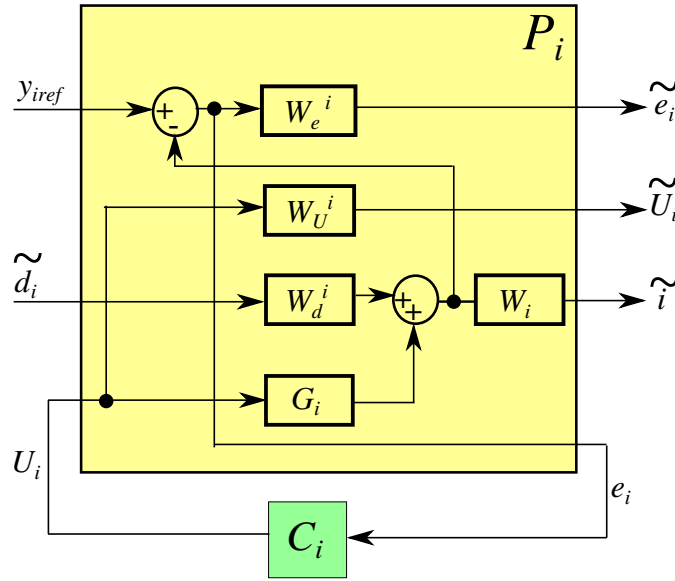 P_i
y_iref
+
-
W_e^i
ẽ_i
W_U^i
Ũ_i
d̃_i
W_d^i
+
+
W_i
ĩ
G_i
U_i
e_i
C_i